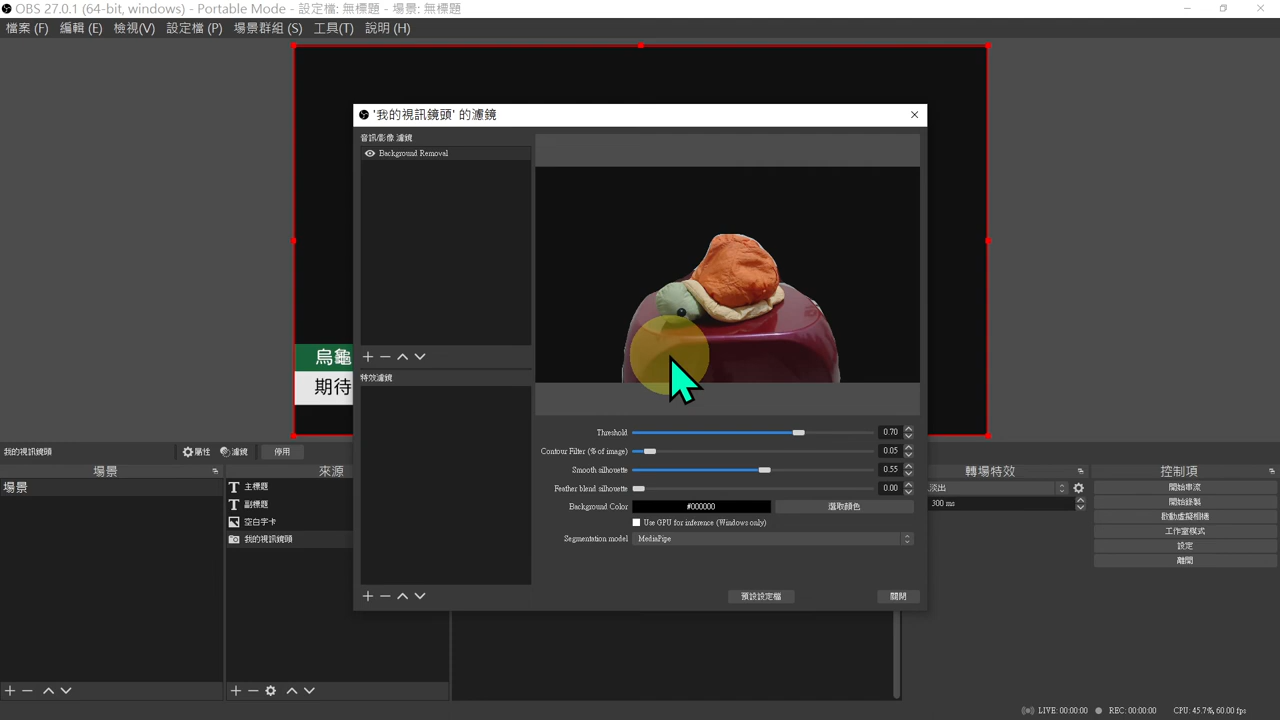 OBS 27.0.1 (64-bit, windows) - Portable Mode - 設定檔: 無標題 - 場景: 無標題
檔案 (F) 編輯 (E) 檢視(V) 設定檔 (P) 場景群組 (S) 工具(T) 說明 (H)
'我的視訊鏡頭' 的濾鏡
音訊/影像 濾鏡
Background Removal
特效濾鏡
烏龜
期待
Threshold 0.70
Contour Filter (% of image) 0.05
Smooth silhouette 0.55
Feather blend silhouette 0.00
Background Color #000000 選取顏色
Use GPU for inference (Windows only)
Segmentation model MediaPipe
預設設定檔 關閉
我的視訊鏡頭 屬性 濾鏡 停用
場景 來源 轉場特效 控制項
場景
主標題
副標題
空白字卡
我的視訊鏡頭
淡出
300 ms
開始串流
開始錄製
啟動虛擬相機
工作室模式
設定
離開
LIVE: 00:00:00 REC: 00:00:00 CPU: 45.7%, 60.00 fps